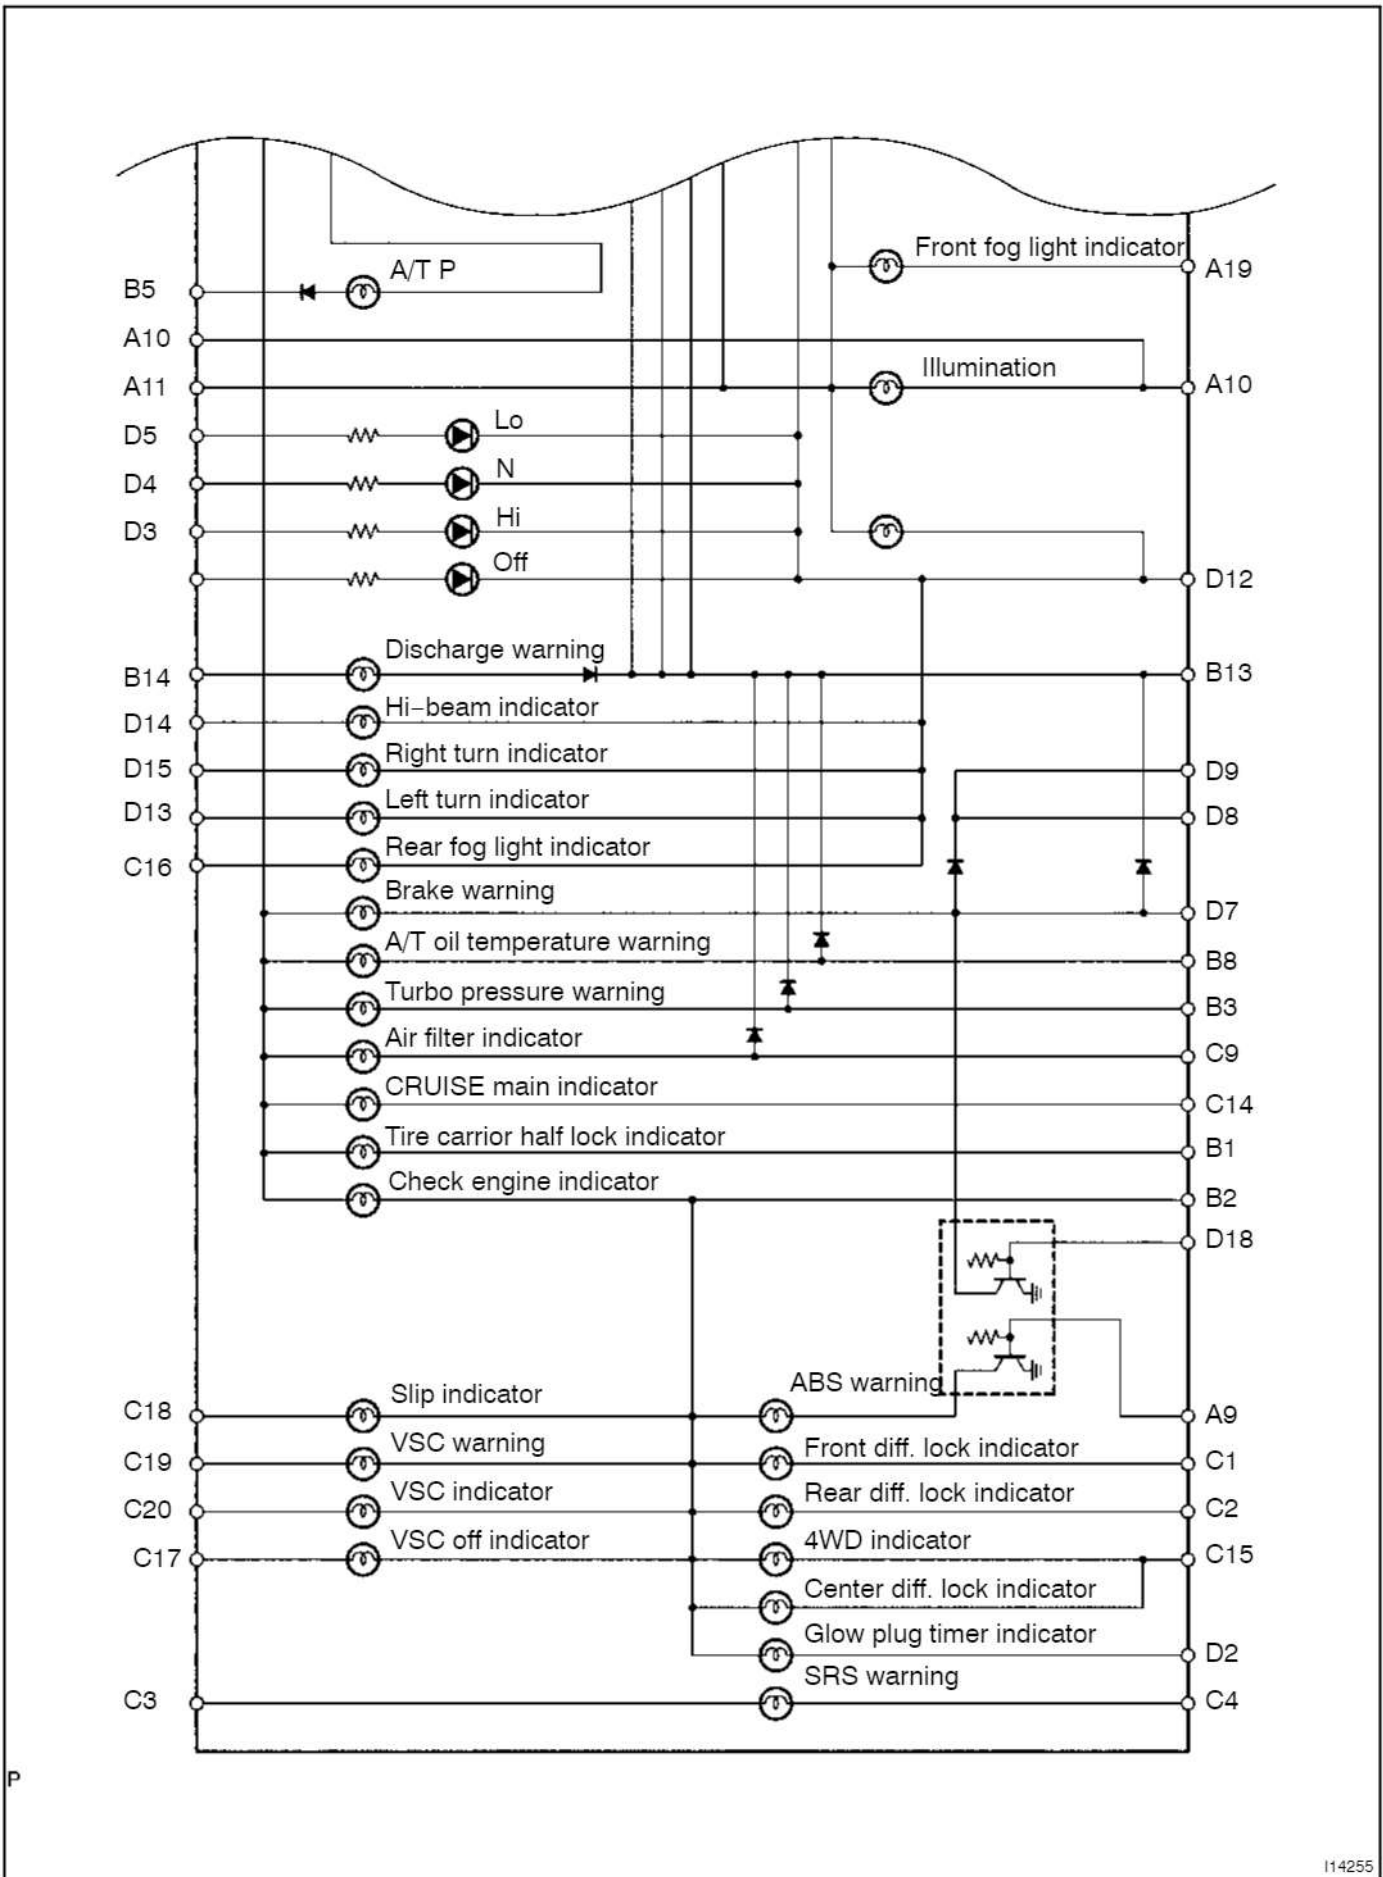 Front fog light indicator
A19
A/T P
B5
A10
Illumination
A11
A10
D5
Lo
D4
N
D3
Hi
Off
D12
Discharge warning
B14
B13
Hi–beam indicator
D14
Right turn indicator
D15
D9
Left turn indicator
D13
D8
Rear fog light indicator
C16
Brake warning
D7
A/T oil temperature warning
B8
Turbo pressure warning
B3
Air filter indicator
C9
CRUISE main indicator
C14
Tire carrior half lock indicator
B1
Check engine indicator
B2
D18
ABS warning
Slip indicator
C18
A9
VSC warning
Front diff. lock indicator
C19
C1
VSC indicator
Rear diff. lock indicator
C20
C2
VSC off indicator
4WD indicator
C17
C15
Center diff. lock indicator
Glow plug timer indicator
D2
SRS warning
C3
C4
P
I14255